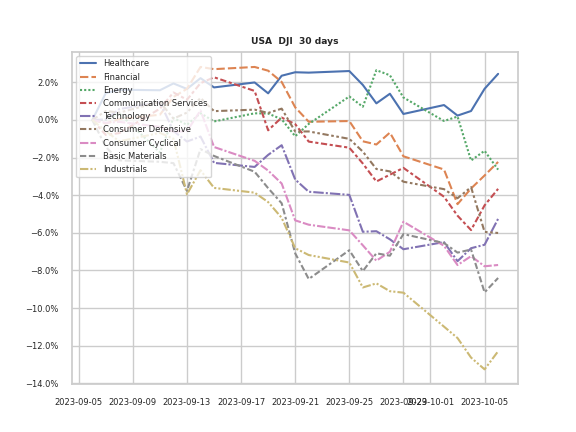 USA DJI 30 days
Healthcare
Financial
Energy
Communication Services
Technology
Consumer Defensive
Consumer Cyclical
Basic Materials
Industrials
2.0%
0.0%
−2.0%
−4.0%
−6.0%
−8.0%
−10.0%
−12.0%
−14.0%
2023-09-05 2023-09-09 2023-09-13 2023-09-17 2023-09-21 2023-09-25 2023-09-29 2023-10-01 2023-10-05